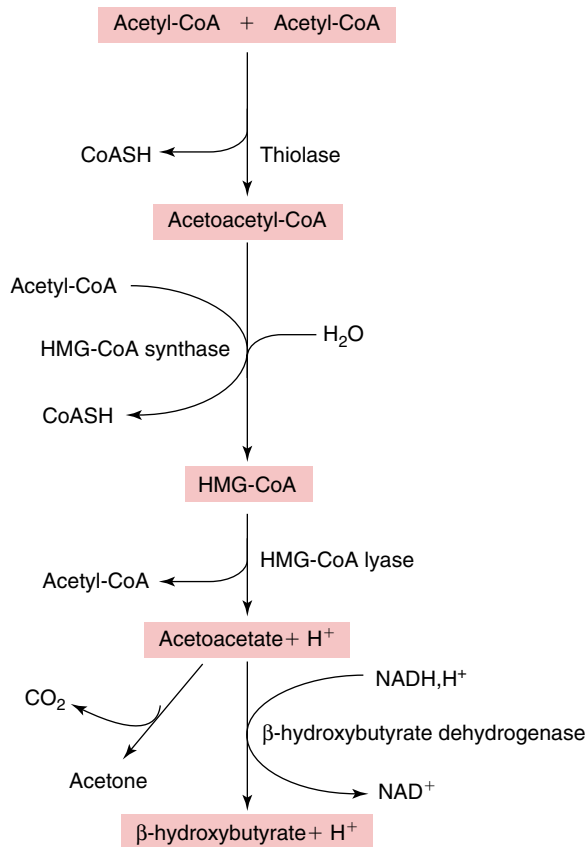 Acetyl-CoA + Acetyl-CoA
CoASH
Thiolase
Acetoacetyl-CoA
Acetyl-CoA
H₂O
HMG-CoA synthase
CoASH
HMG-CoA
HMG-CoA lyase
Acetyl-CoA
Acetoacetate + H⁺
NADH,H⁺
CO₂
β-hydroxybutyrate dehydrogenase
Acetone
NAD⁺
β-hydroxybutyrate + H⁺